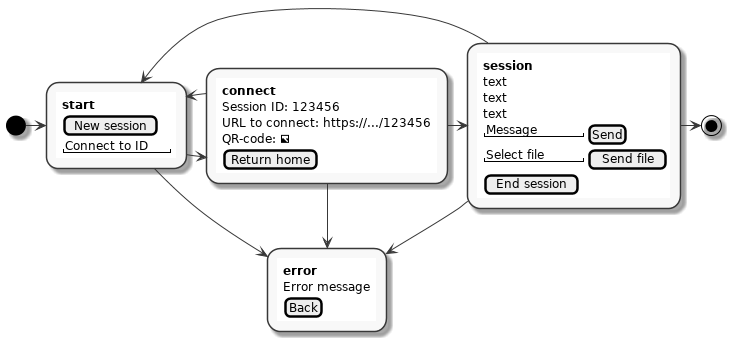 start
New session
Connect to ID
connect
Session ID: 123456
URL to connect: https://.../123456
QR-code:
Return home
session
text
text
text
Message Send
Select file Send file
End session
error
Error message
Back